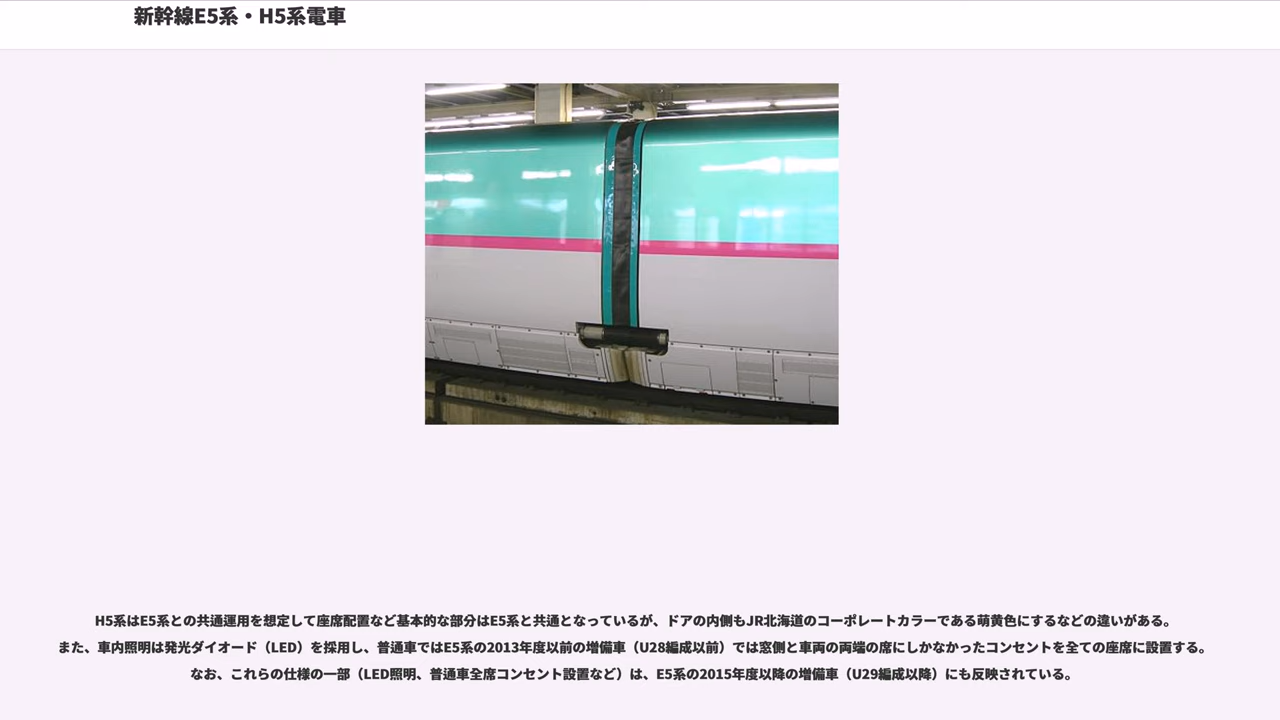 新幹線E5系・H5系電車
H5系はE5系との共通運用を想定して座席配置など基本的な部分はE5系と共通となっているが、ドアの内側もJR北海道のコーポレートカラーである萌黄色にするなどの違いがある。
また、車内照明は発光ダイオード（LED）を採用し、普通車ではE5系の2013年度以前の増備車（U28編成以前）では窓側と車両の両端の席にしかなかったコンセントを全ての座席に設置する。
なお、これらの仕様の一部（LED照明、普通車全席コンセント設置など）は、E5系の2015年度以降の増備車（U29編成以降）にも反映されている。